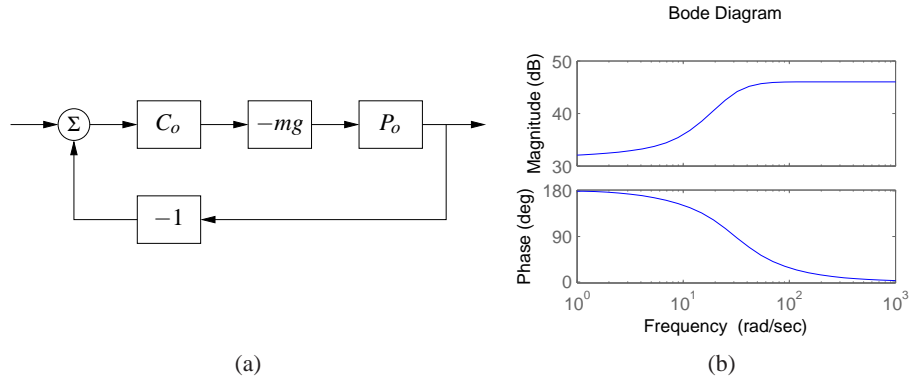 Bode Diagram
Σ
C_o
−mg
P_o
−1
Magnitude (dB)
50
40
30
Phase (deg)
180
90
0
10^0
10^1
10^2
10^3
Frequency (rad/sec)
(a)
(b)